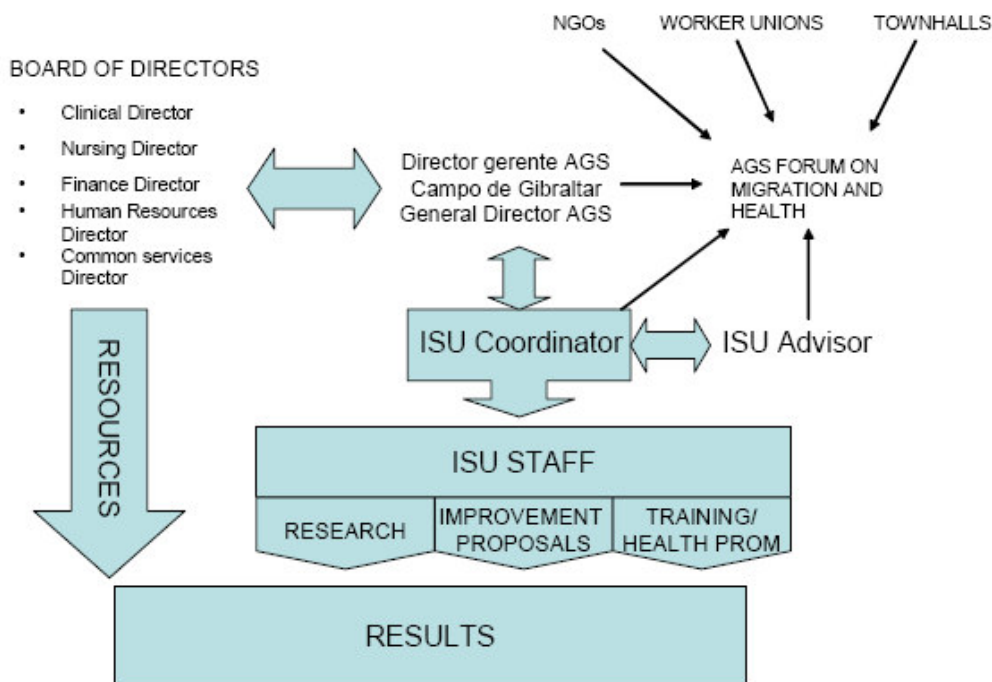 NGOs
WORKER UNIONS
TOWNHALLS
BOARD OF DIRECTORS
• Clinical Director
• Nursing Director
• Finance Director
• Human Resources
Director
• Common services
Director
Director gerente AGS
Campo de Gibraltar
General Director AGS
AGS FORUM ON
MIGRATION AND
HEALTH
RESOURCES
ISU Coordinator
ISU Advisor
ISU STAFF
RESEARCH
IMPROVEMENT
PROPOSALS
TRAINING/
HEALTH PROM
RESULTS